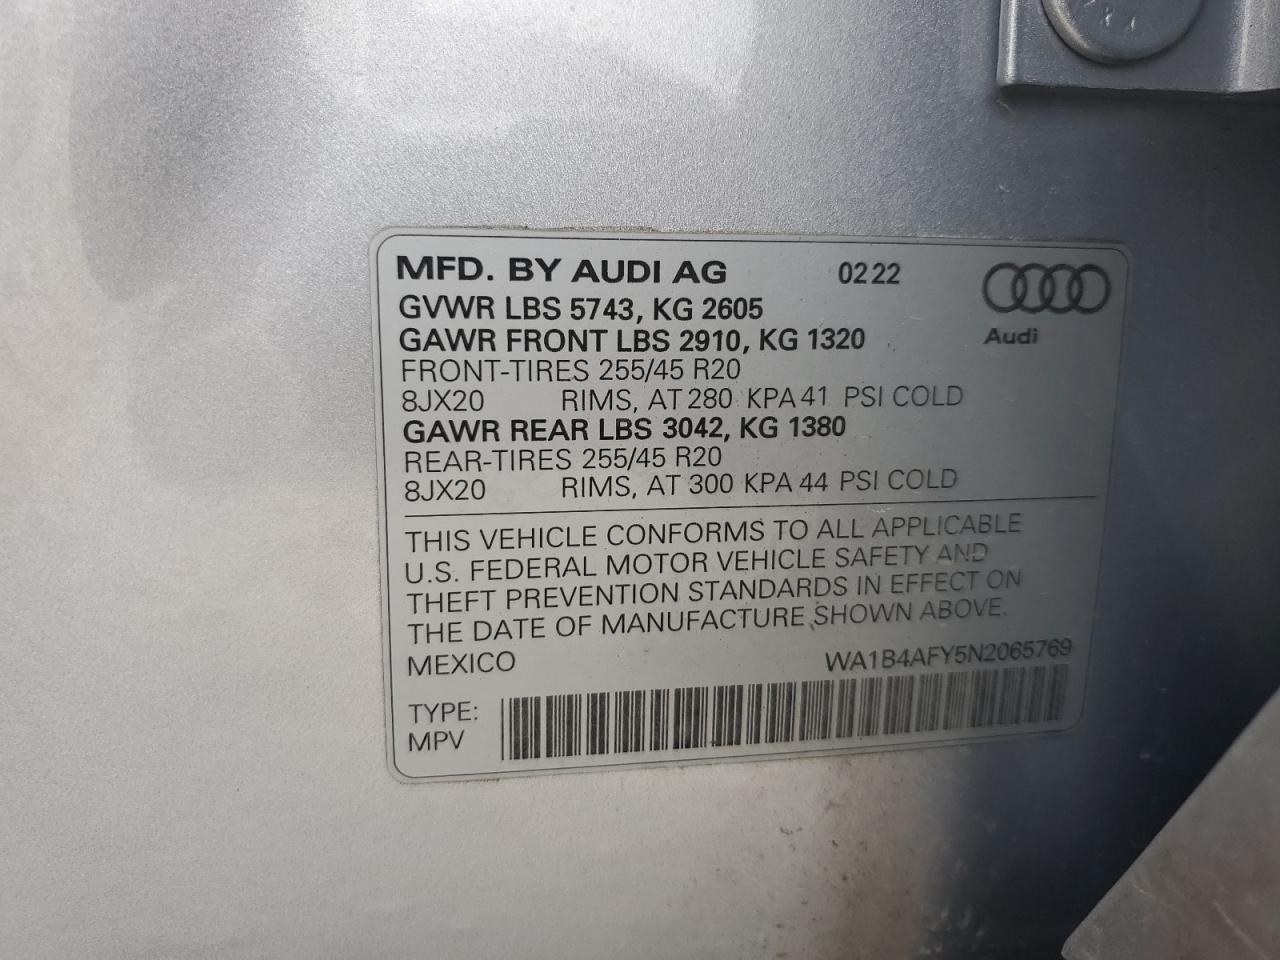 MFD. BY AUDI AG 0222
GVWR LBS 5743, KG 2605
GAWR FRONT LBS 2910, KG 1320
Audi
FRONT-TIRES 255/45 R20
8JX20 RIMS, AT 280 KPA 41 PSI COLD
GAWR REAR LBS 3042, KG 1380
REAR-TIRES 255/45 R20
8JX20 RIMS, AT 300 KPA 44 PSI COLD
THIS VEHICLE CONFORMS TO ALL APPLICABLE
U.S. FEDERAL MOTOR VEHICLE SAFETY AND
THEFT PREVENTION STANDARDS IN EFFECT ON
THE DATE OF MANUFACTURE SHOWN ABOVE.
MEXICO WA1B4AFY5N2065769
TYPE:
MPV